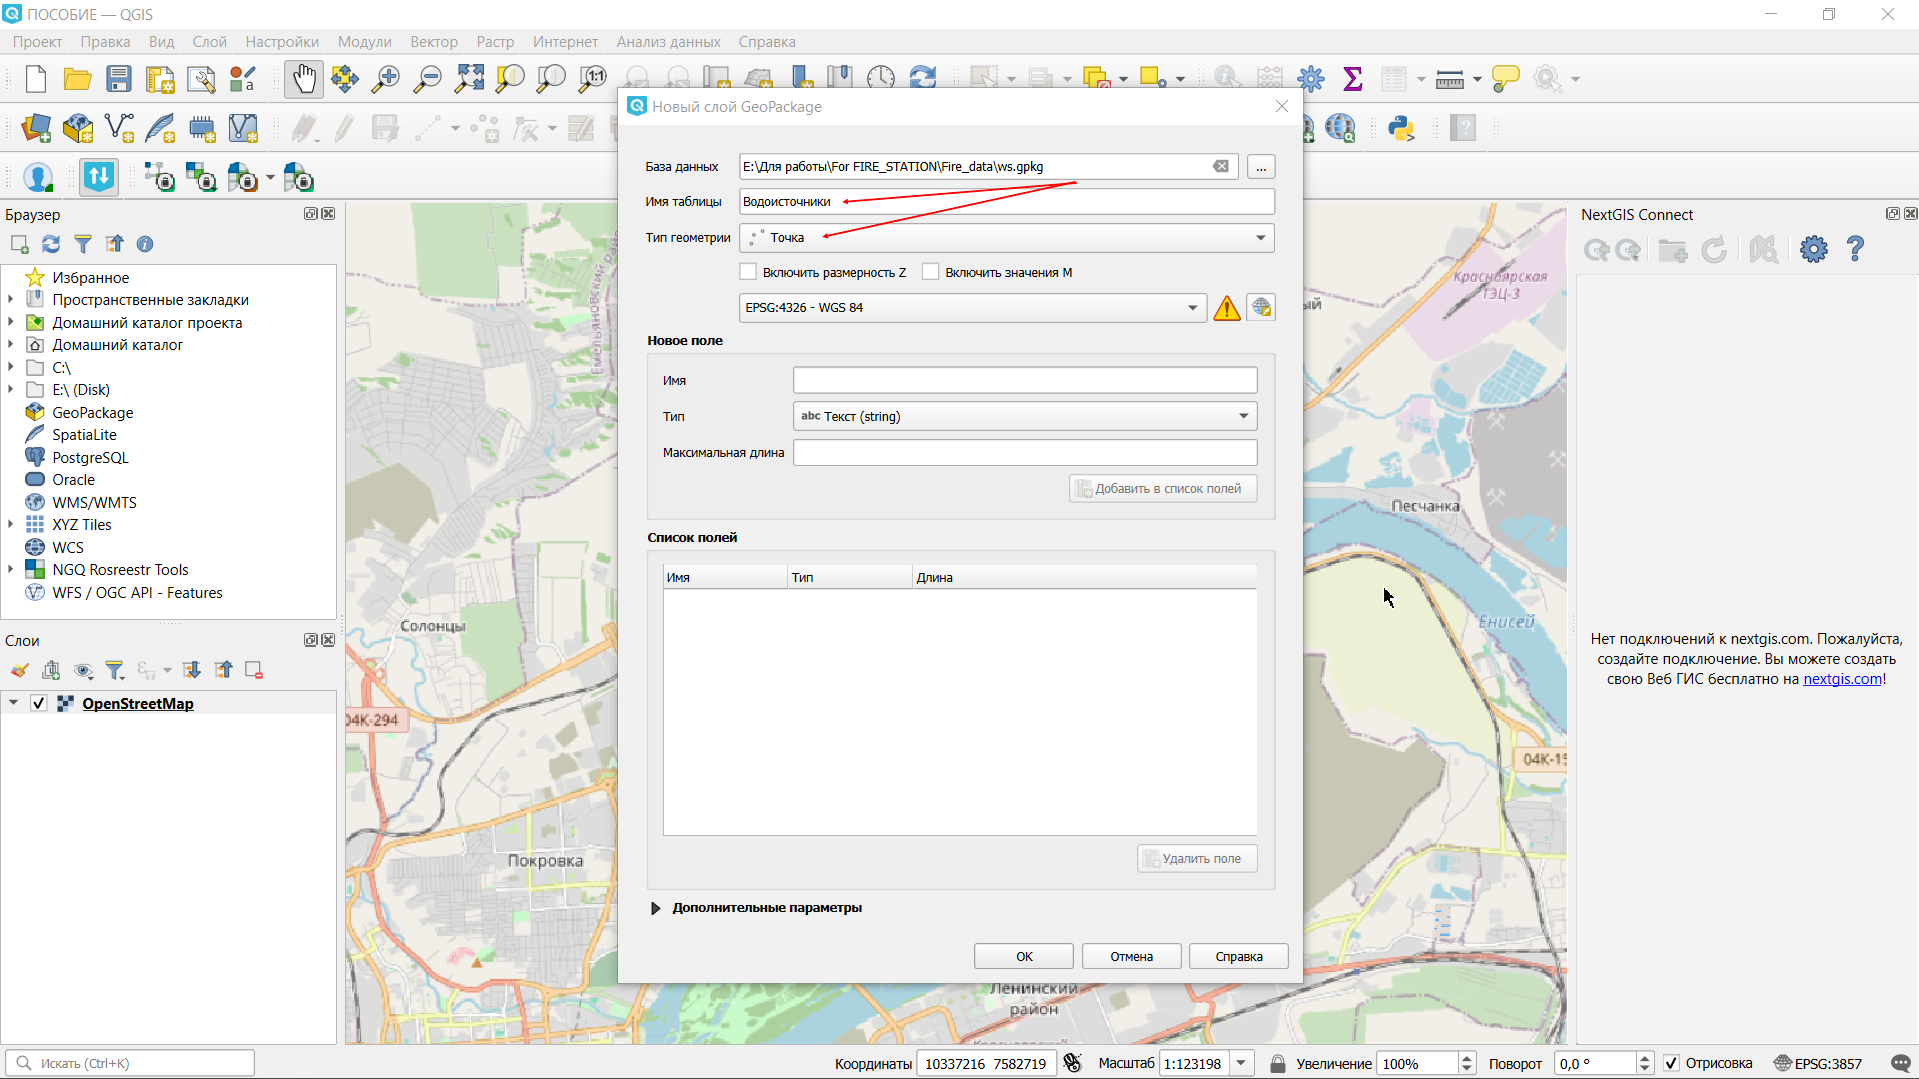 ПОСОБИЕ — QGIS
Проект Правка Вид Слой Настройки Модули Вектор Растр Интернет Анализ данных Справка
Новый слой GeoPackage
База данных E:\Для работы\For FIRE_STATION\Fire_data\ws.gpkg ...
Имя таблицы Водоисточники
Тип геометрии Точка
Включить размерность Z Включить значения M
EPSG:4326 - WGS 84
Новое поле
Имя
Тип abc Текст (string)
Максимальная длина
Добавить в список полей
Список полей
Имя Тип Длина
Удалить поле
Дополнительные параметры
OK Отмена Справка
Браузер
Избранное
Пространственные закладки
Домашний каталог проекта
Домашний каталог
C:\
E:\ (Disk)
GeoPackage
SpatiaLite
PostgreSQL
Oracle
WMS/WMTS
XYZ Tiles
WCS
NGQ Rosreestr Tools
WFS / OGC API - Features
Слои
OpenStreetMap
Солонцы
04К-294
Покровка
Красноярская
ТЭЦ-3
Песчанка
Енисей
Ленинский
район
NextGIS Connect
Нет подключений к nextgis.com. Пожалуйста,
создайте подключение. Вы можете создать
свою Веб ГИС бесплатно на nextgis.com!
Искать (Ctrl+K) Координаты 10337216 7582719 Масштаб 1:123198 Увеличение 100% Поворот 0,0 ° Отрисовка EPSG:3857